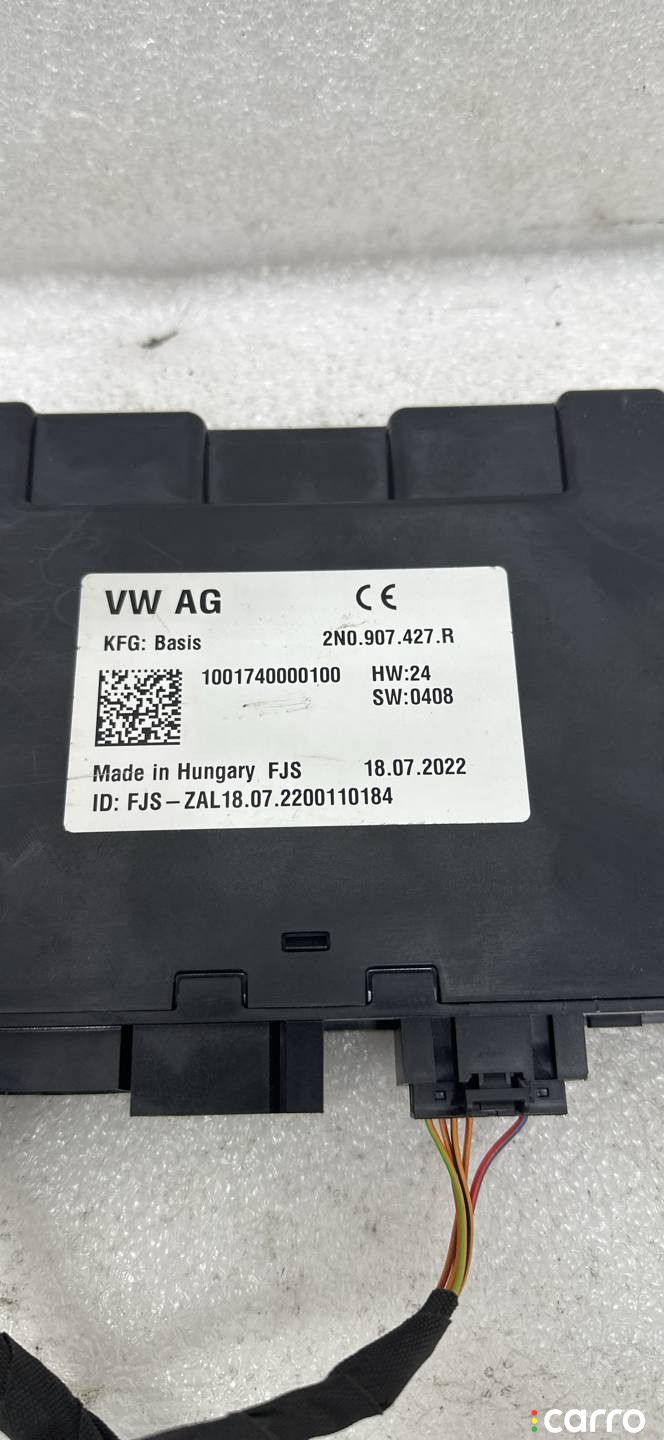 VW AG CE
KFG: Basis 2N0.907.427.R
1001740000100 HW:24
SW:0408
Made in Hungary FJS 18.07.2022
ID: FJS-ZAL18.07.2200110184
carro